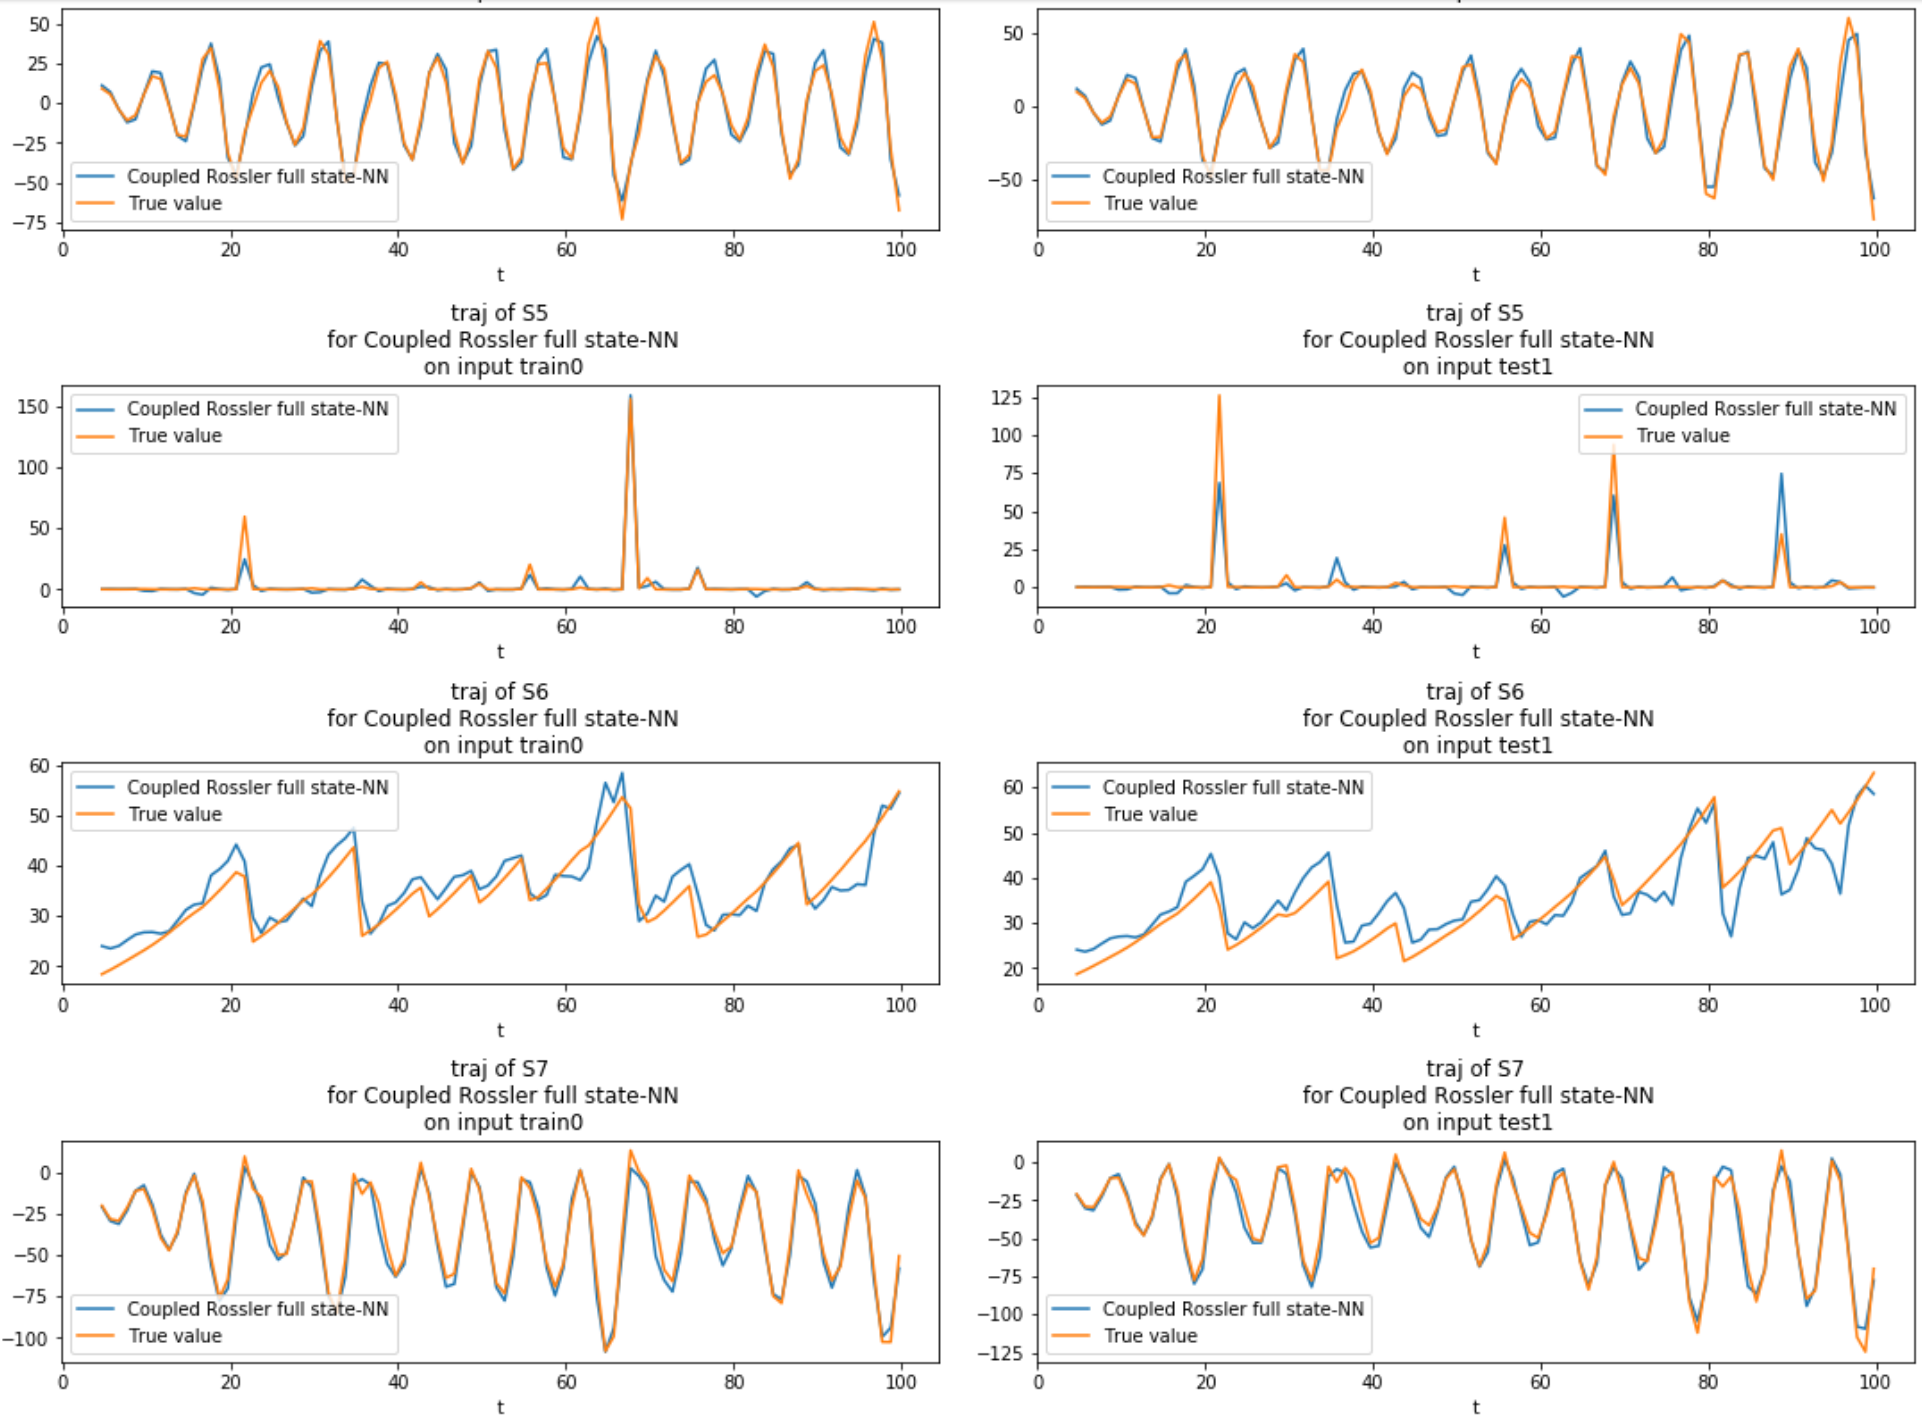 50
25
0
−25
−50
−75
Coupled Rossler full state-NN
True value
0 20 40 60 80 100
t
50
0
−50
Coupled Rossler full state-NN
True value
0 20 40 60 80 100
t
traj of S5
for Coupled Rossler full state-NN
on input train0
150
100
50
0
Coupled Rossler full state-NN
True value
0 20 40 60 80 100
t
traj of S5
for Coupled Rossler full state-NN
on input test1
125
100
75
50
25
0
Coupled Rossler full state-NN
True value
0 20 40 60 80 100
t
traj of S6
for Coupled Rossler full state-NN
on input train0
60
50
40
30
20
Coupled Rossler full state-NN
True value
0 20 40 60 80 100
t
traj of S6
for Coupled Rossler full state-NN
on input test1
60
50
40
30
20
Coupled Rossler full state-NN
True value
0 20 40 60 80 100
t
traj of S7
for Coupled Rossler full state-NN
on input train0
0
−25
−50
−75
−100
Coupled Rossler full state-NN
True value
0 20 40 60 80 100
t
traj of S7
for Coupled Rossler full state-NN
on input test1
0
−25
−50
−75
−100
−125
Coupled Rossler full state-NN
True value
0 20 40 60 80 100
t